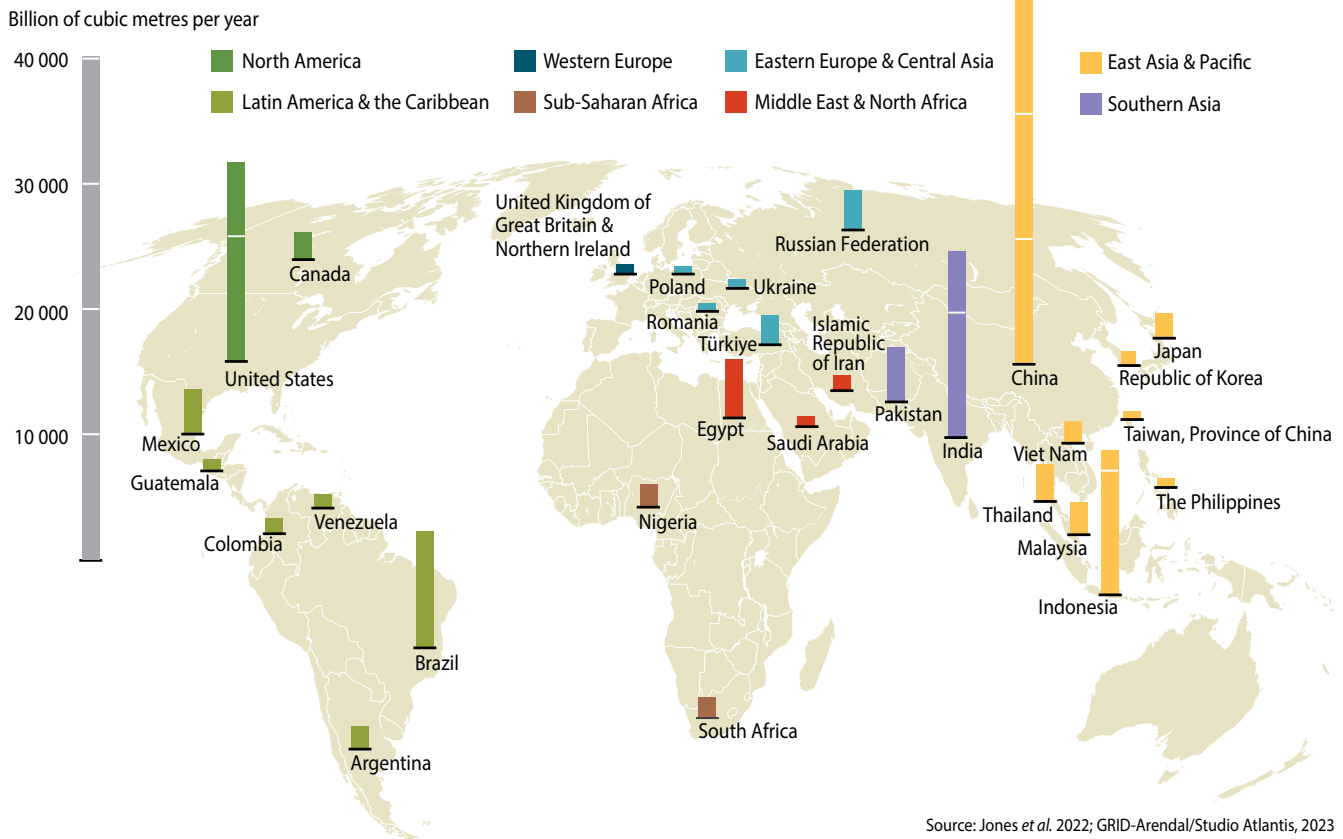 Billion of cubic metres per year
40 000
30 000
20 000
10 000
North America
Latin America & the Caribbean
Western Europe
Sub-Saharan Africa
Eastern Europe & Central Asia
Middle East & North Africa
East Asia & Pacific
Southern Asia
United Kingdom of
Great Britain &
Northern Ireland
Russian Federation
Canada
Poland
Ukraine
Romania
Islamic
Republic
of Iran
Türkiye
United States
China
Japan
Republic of Korea
Pakistan
Mexico
Egypt
Saudi Arabia
India
Viet Nam
Taiwan, Province of China
Guatemala
Venezuela
Nigeria
Thailand
The Philippines
Colombia
Malaysia
Indonesia
Brazil
South Africa
Argentina
Source: Jones et al. 2022; GRID-Arendal/Studio Atlantis, 2023